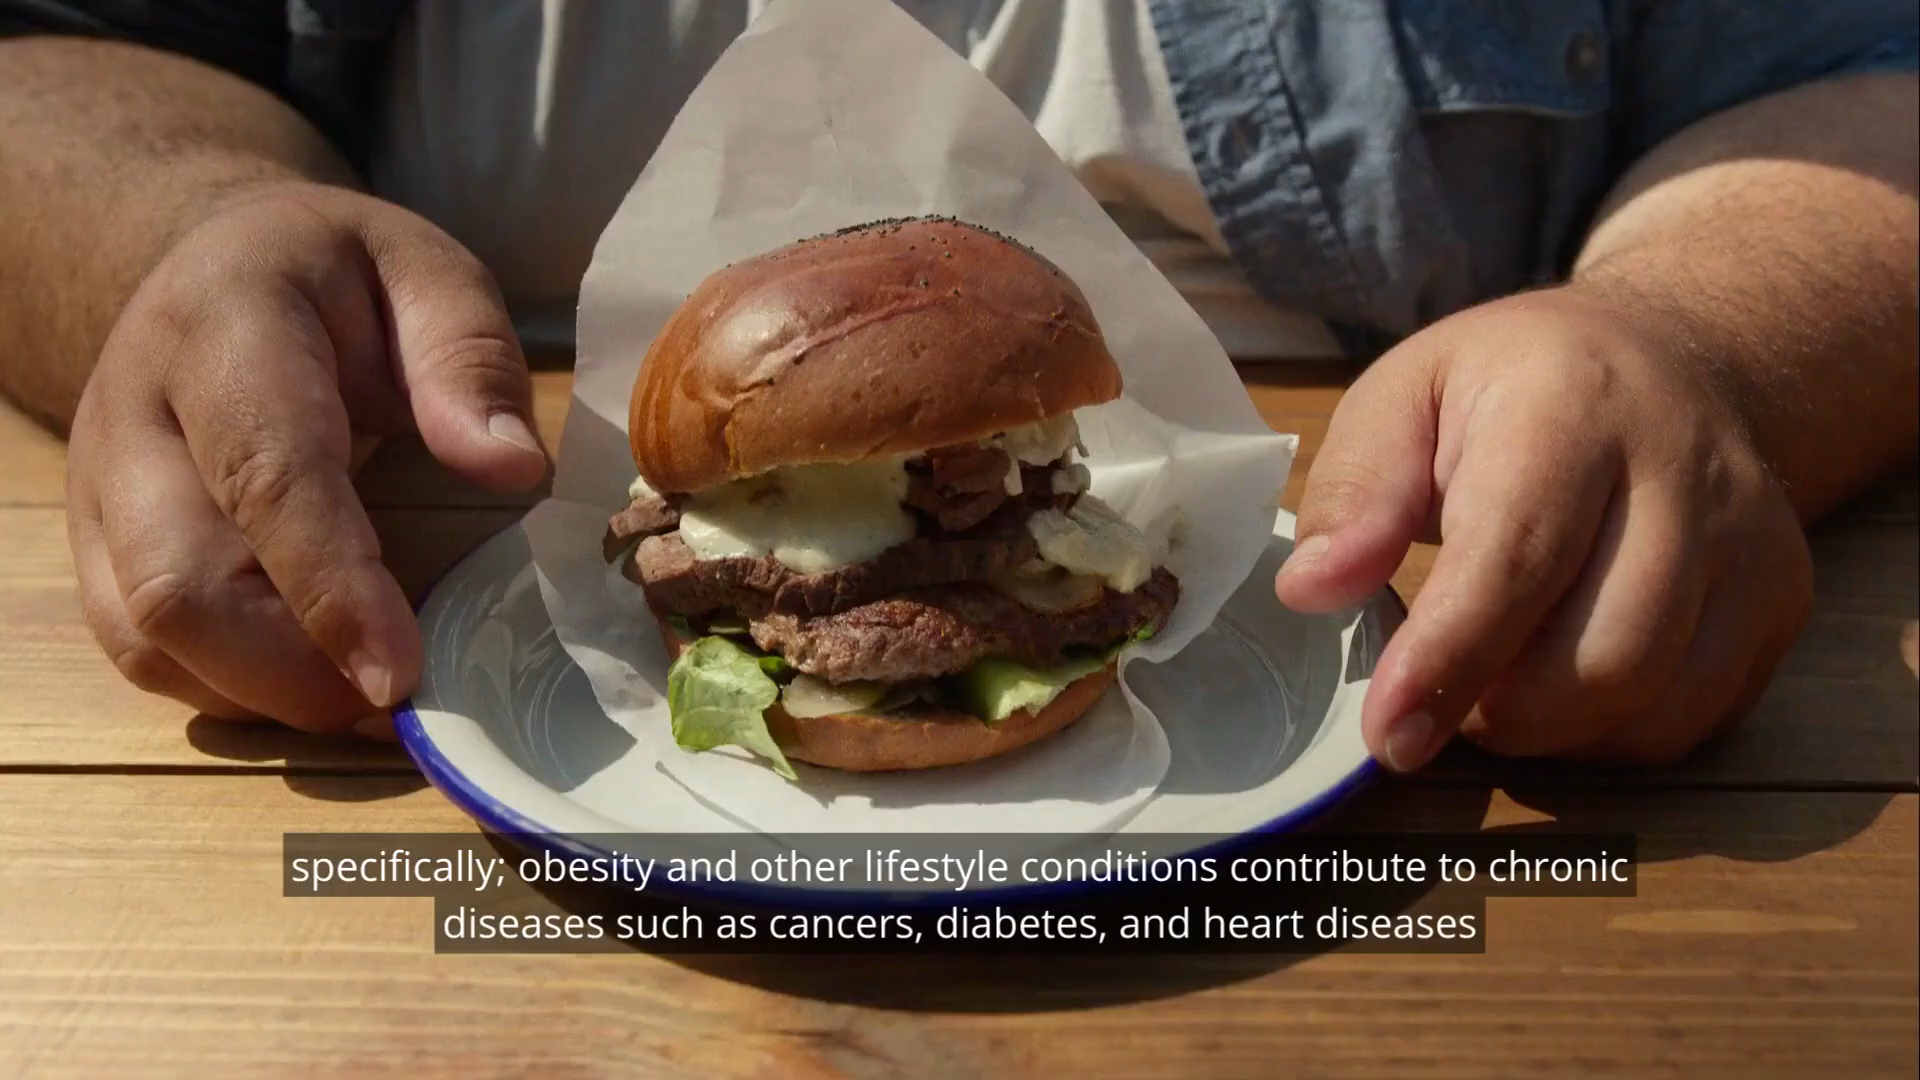 specifically; obesity and other lifestyle conditions contribute to chronic
diseases such as cancers, diabetes, and heart diseases